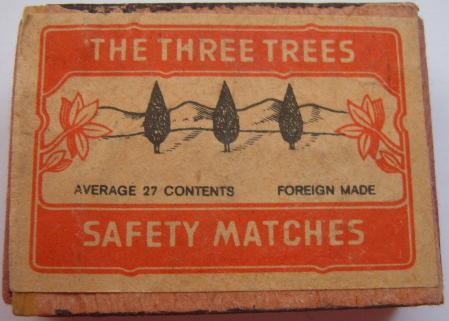 THE THREE TREES
AVERAGE 27 CONTENTS FOREIGN MADE
SAFETY MATCHES